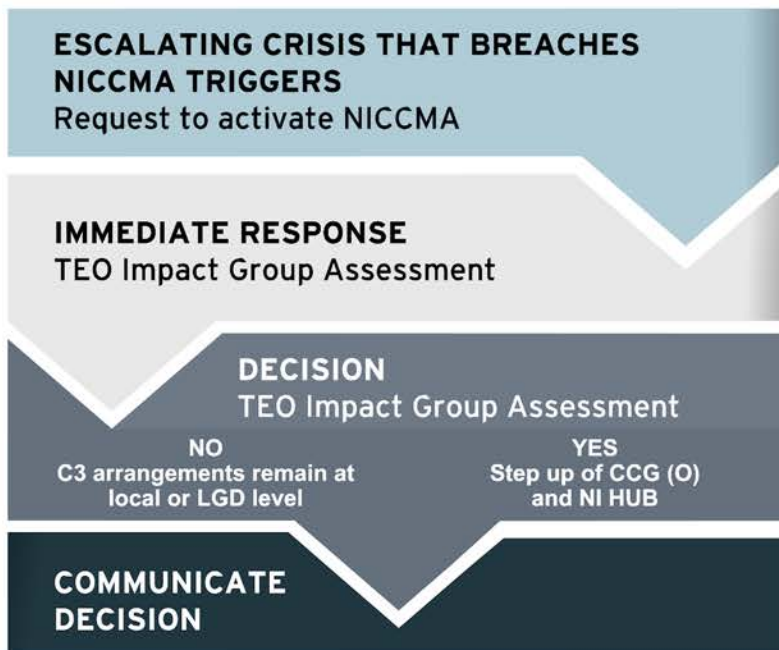 ESCALATING CRISIS THAT BREACHES
NICCMA TRIGGERS
Request to activate NICCMA
IMMEDIATE RESPONSE
TEO Impact Group Assessment
DECISION
TEO Impact Group Assessment
NO
C3 arrangements remain at
local or LGD level
YES
Step up of CCG (O)
and NI HUB
COMMUNICATE
DECISION